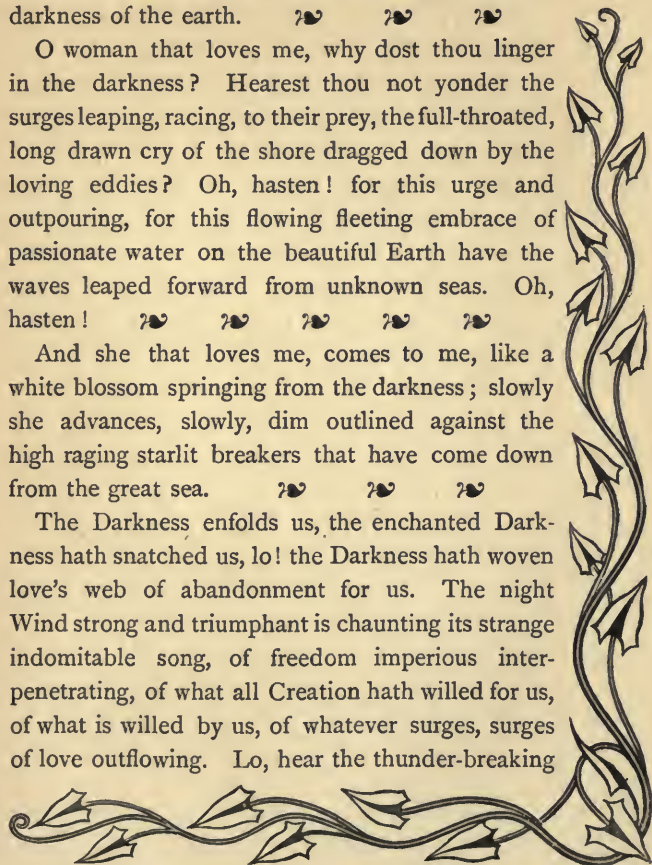 darkness of the earth. ❧ ❧ ❧
O woman that loves me, why dost thou linger
in the darkness? Hearest thou not yonder the
surges leaping, racing, to their prey, the full-throated,
long drawn cry of the shore dragged down by the
loving eddies? Oh, hasten! for this urge and
outpouring, for this flowing fleeting embrace of
passionate water on the beautiful Earth have the
waves leaped forward from unknown seas. Oh,
hasten! ❧ ❧ ❧ ❧ ❧
And she that loves me, comes to me, like a
white blossom springing from the darkness; slowly
she advances, slowly, dim outlined against the
high raging starlit breakers that have come down
from the great sea. ❧ ❧ ❧
The Darkness enfolds us, the enchanted Dark-
ness hath snatched us, lo! the Darkness hath woven
love's web of abandonment for us. The night
Wind strong and triumphant is chaunting its strange
indomitable song, of freedom imperious inter-
penetrating, of what all Creation hath willed for us,
of what is willed by us, of whatever surges, surges
of love outflowing. Lo, hear the thunder-breaking